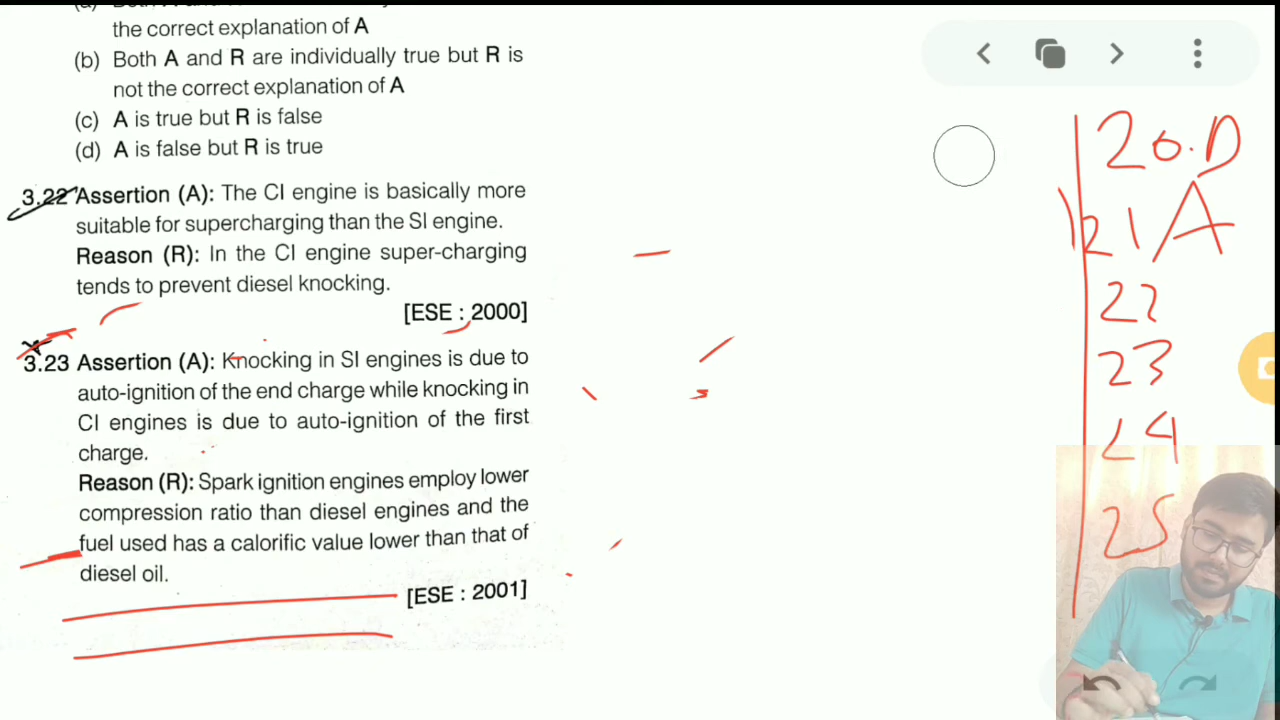 the correct explanation of A
(b) Both A and R are individually true but R is
not the correct explanation of A
(c) A is true but R is false
(d) A is false but R is true
3.22 Assertion (A): The CI engine is basically more
suitable for supercharging than the SI engine.
Reason (R): In the CI engine super-charging
tends to prevent diesel knocking.
[ESE : 2000]
3.23 Assertion (A): Knocking in SI engines is due to
auto-ignition of the end charge while knocking in
CI engines is due to auto-ignition of the first
charge.
Reason (R): Spark ignition engines employ lower
compression ratio than diesel engines and the
fuel used has a calorific value lower than that of
diesel oil.
[ESE : 2001]
20.D
21 A
22
23
24
25